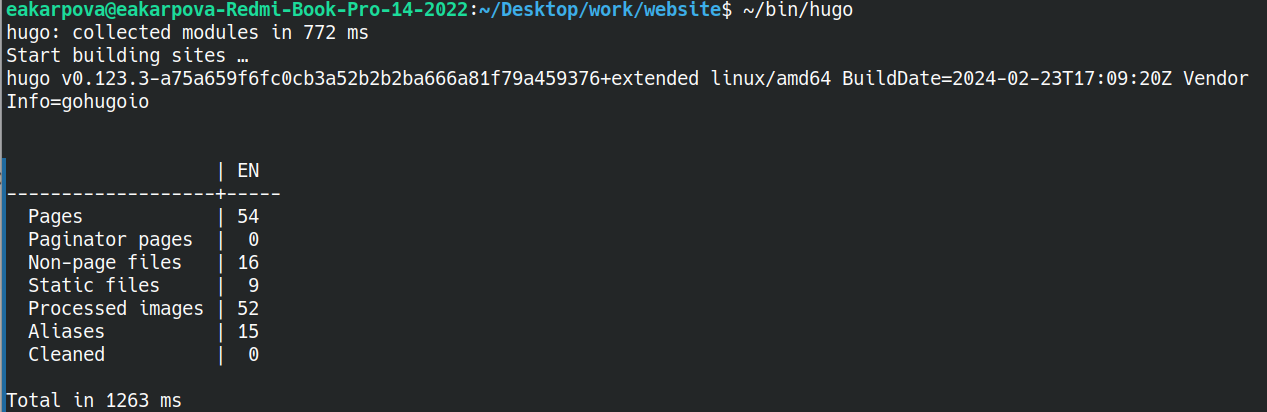 eakarpova@eakarpova-Redmi-Book-Pro-14-2022:~/Desktop/work/website$ ~/bin/hugo
hugo: collected modules in 772 ms
Start building sites …
hugo v0.123.3-a75a659f6fc0cb3a52b2b2ba666a81f79a459376+extended linux/amd64 BuildDate=2024-02-23T17:09:20Z Vendor
Info=gohugoio
                   | EN
-------------------+-----
  Pages            | 54
  Paginator pages  |  0
  Non-page files   | 16
  Static files     |  9
  Processed images | 52
  Aliases          | 15
  Cleaned          |  0
Total in 1263 ms